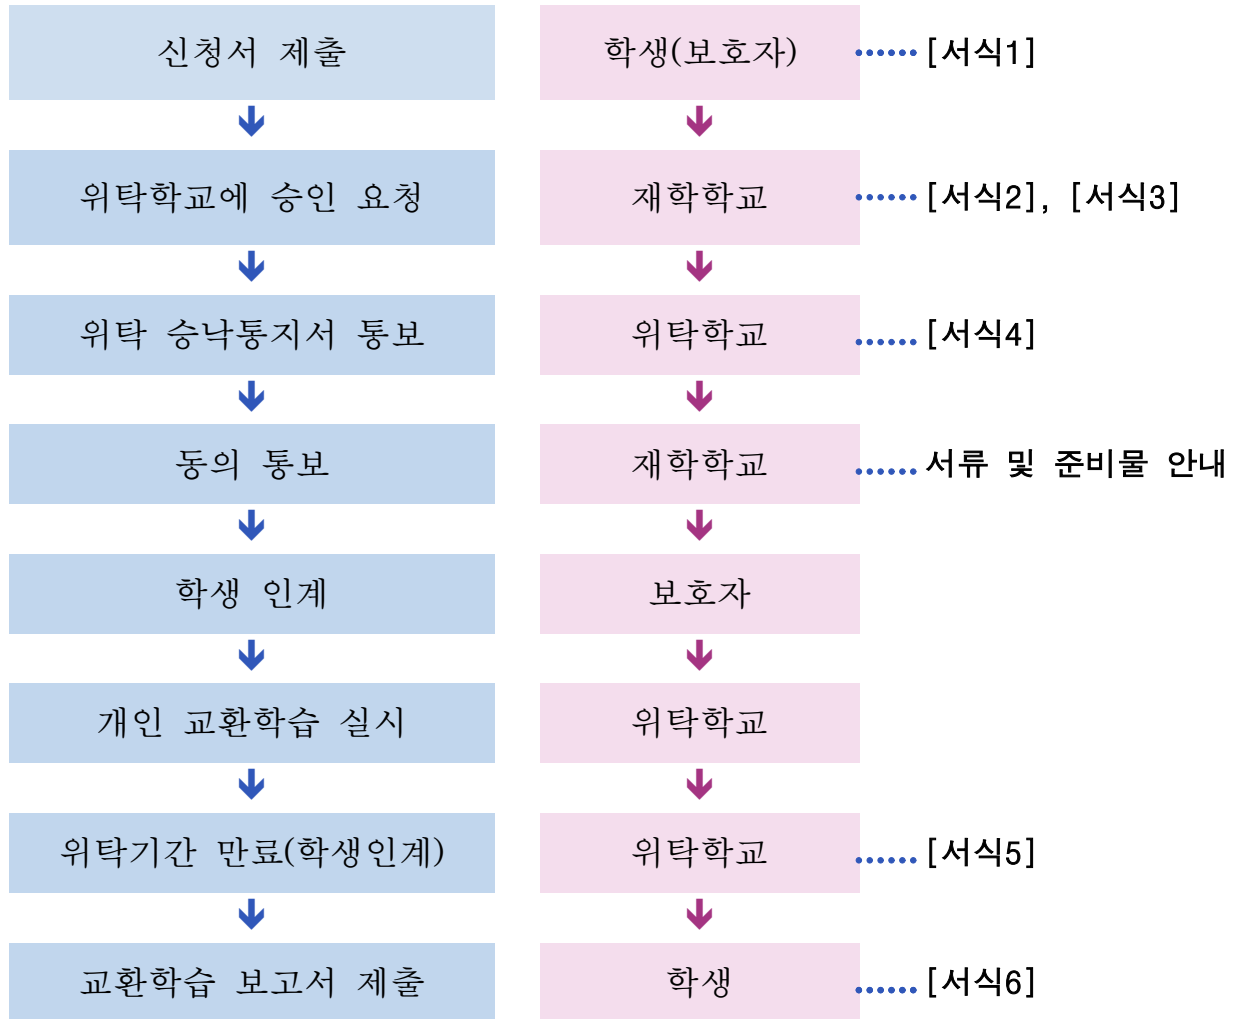 신청서 제출 학생(보호자) [서식1]
위탁학교에 승인 요청 재학학교 [서식2], [서식3]
위탁 승낙통지서 통보 위탁학교 [서식4]
동의 통보 재학학교 서류 및 준비물 안내
학생 인계 보호자
개인 교환학습 실시 위탁학교
위탁기간 만료(학생인계) 위탁학교 [서식5]
교환학습 보고서 제출 학생 [서식6]